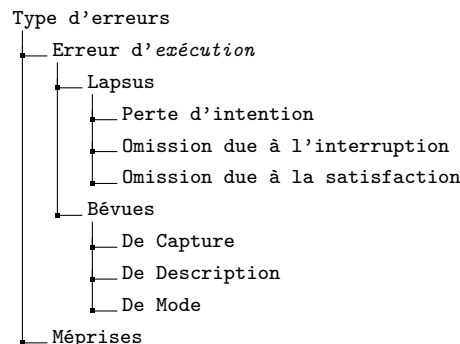 Type d'erreurs
Erreur d'exécution
Lapsus
Perte d'intention
Omission due à l'interruption
Omission due à la satisfaction
Bévues
De Capture
De Description
De Mode
Méprises